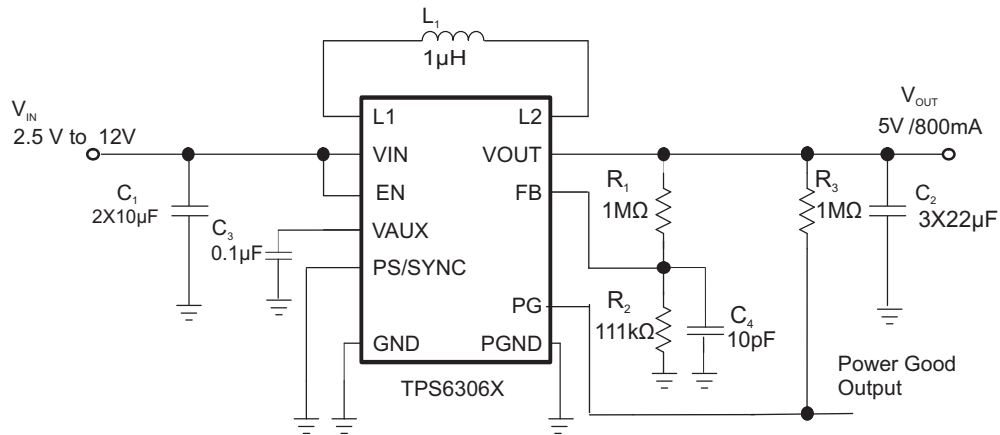 L1
1µH
VIN
2.5 V to 12V
VOUT
5V /800mA
L1
L2
VIN
VOUT
EN
FB
VAUX
PS/SYNC
PG
GND
PGND
C1
2X10µF
C3
0.1µF
R1
1MΩ
R3
1MΩ
C2
3X22µF
R2
111kΩ
C4
10pF
Power Good
Output
TPS6306X